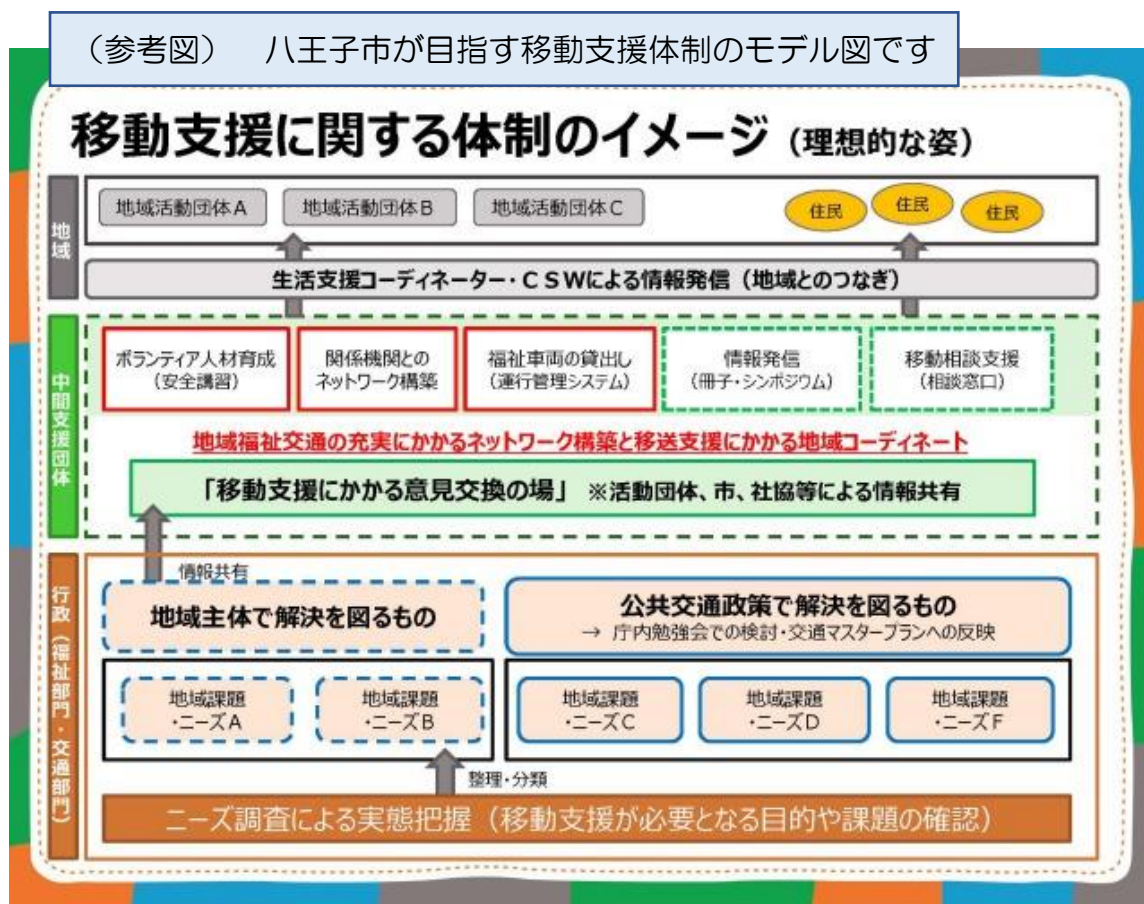 （参考図）　八王子市が目指す移動支援体制のモデル図です
移動支援に関する体制のイメージ（理想的な姿）
地域
地域活動団体A
地域活動団体B
地域活動団体C
住民
住民
住民
生活支援コーディネーター・CSWによる情報発信（地域とのつなぎ）
中間支援団体
ボランティア人材育成
（安全講習）
関係機関との
ネットワーク構築
福祉車両の貸出し
（運行管理システム）
情報発信
（冊子・シンポジウム）
移動相談支援
（相談窓口）
地域福祉交通の充実にかかるネットワーク構築と移送支援にかかる地域コーディネート
「移動支援にかかる意見交換の場」 ※活動団体、市、社協等による情報共有
行政（福祉部門・交通部門）
情報共有
地域主体で解決を図るもの
公共交通政策で解決を図るもの
→ 庁内勉強会での検討・交通マスタープランへの反映
地域課題
・ニーズA
地域課題
・ニーズB
地域課題
・ニーズC
地域課題
・ニーズD
地域課題
・ニーズF
整理・分類
ニーズ調査による実態把握（移動支援が必要となる目的や課題の確認）